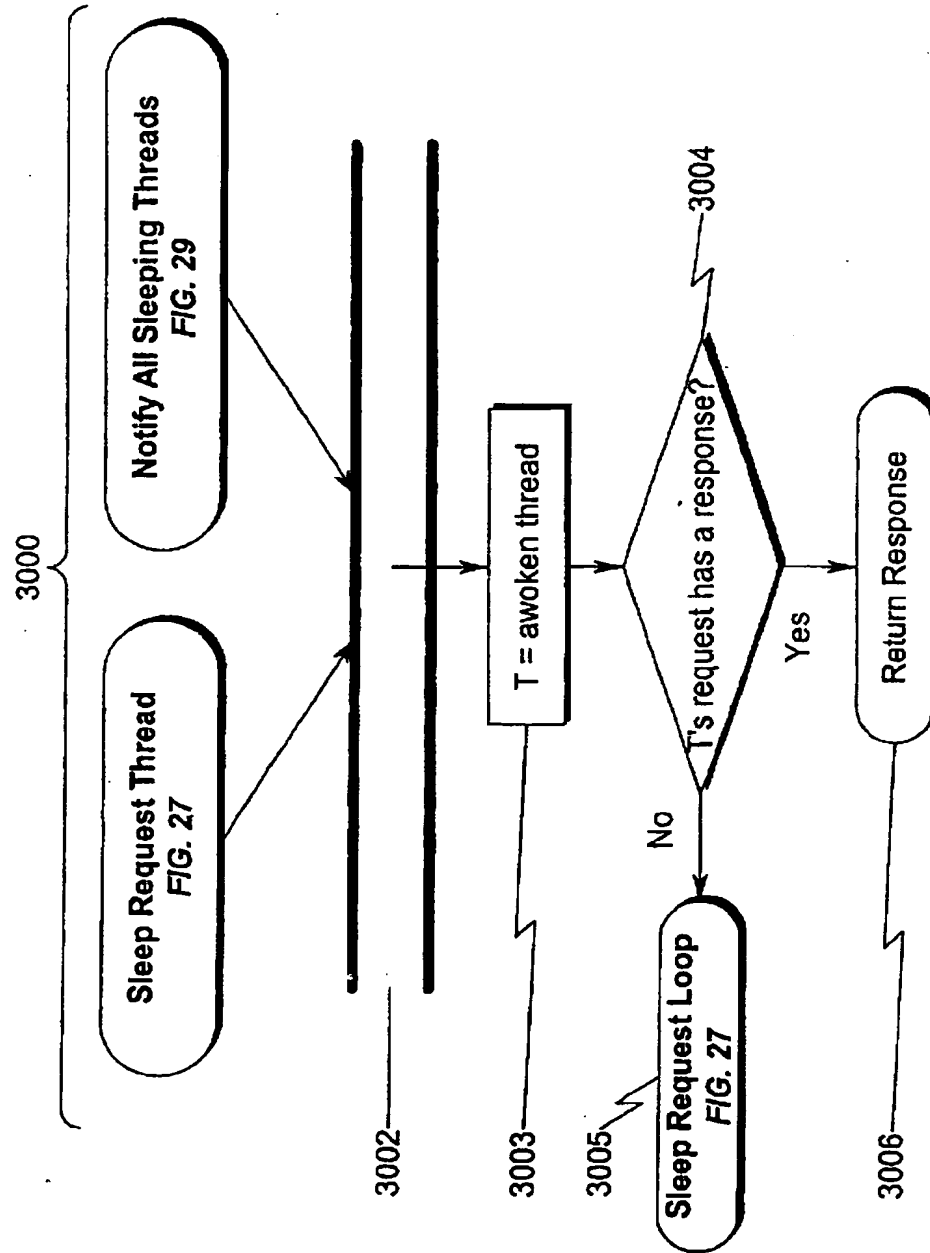 3000
Sleep Request Thread
FIG. 27
Notify All Sleeping Threads
FIG. 29
3002
3003
T = awoken thread
3004
T's request has a response?
No
Yes
3005
Sleep Request Loop
FIG. 27
3006
Return Response